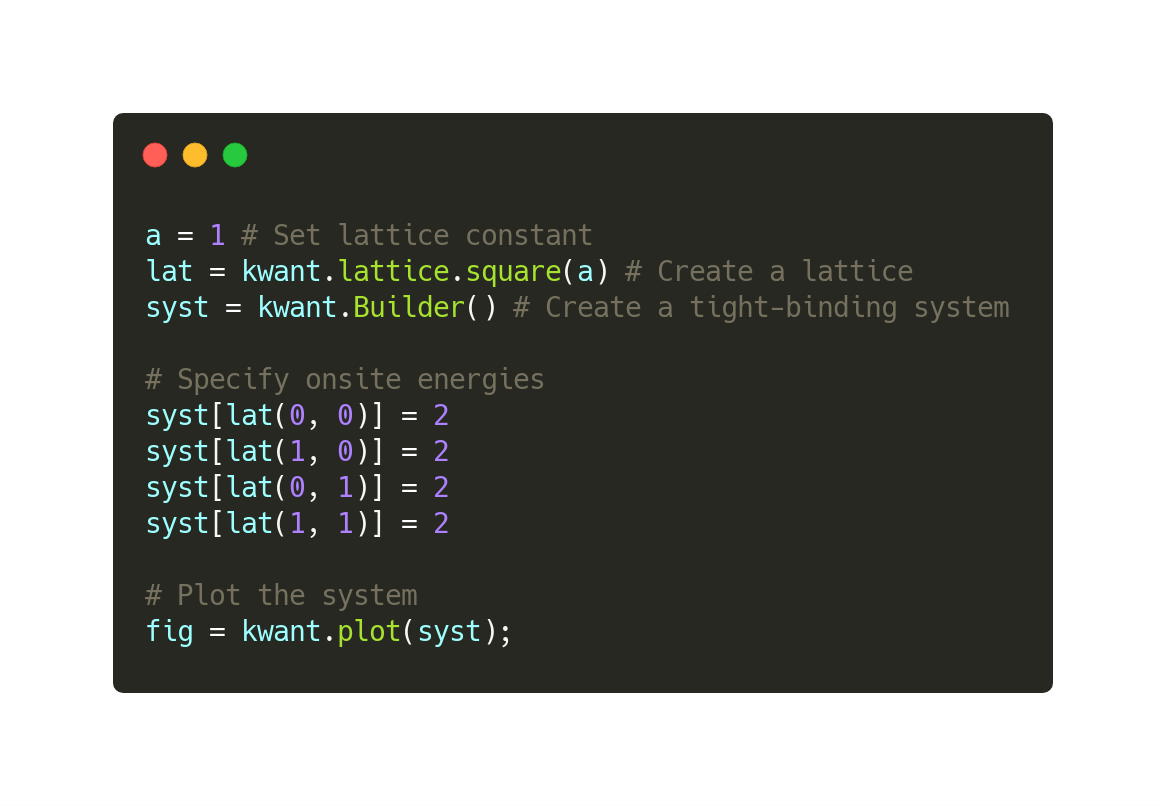 a = 1 # Set lattice constant
lat = kwant.lattice.square(a) # Create a lattice
syst = kwant.Builder() # Create a tight-binding system
# Specify onsite energies
syst[lat(0, 0)] = 2
syst[lat(1, 0)] = 2
syst[lat(0, 1)] = 2
syst[lat(1, 1)] = 2
# Plot the system
fig = kwant.plot(syst);